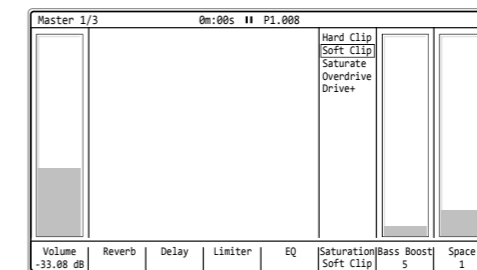 Master 1/3 0m:00s P1.008
Hard Clip
Soft Clip
Saturate
Overdrive
Drive+
Volume Reverb Delay Limiter EQ Saturation Bass Boost Space
-33.08 dB Soft Clip 5 1